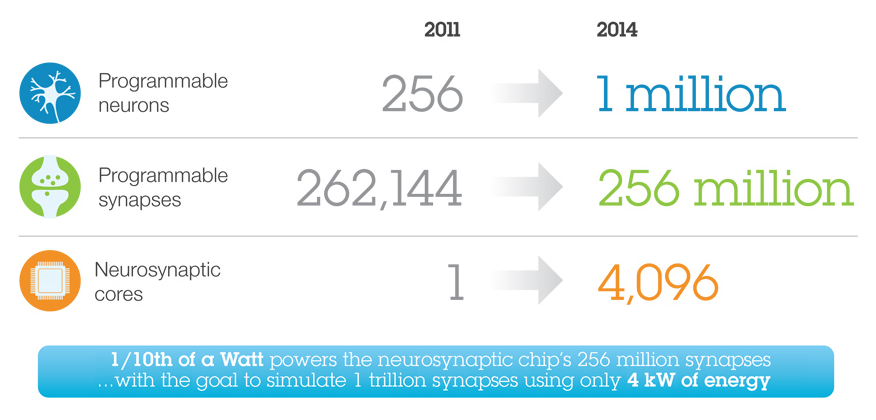 2011 2014
Programmable
neurons
256
1 million
Programmable
synapses
262,144
256 million
Neurosynaptic
cores
1
4,096
1/10th of a Watt powers the neurosynaptic chip's 256 million synapses
...with the goal to simulate 1 trillion synapses using only 4 kW of energy